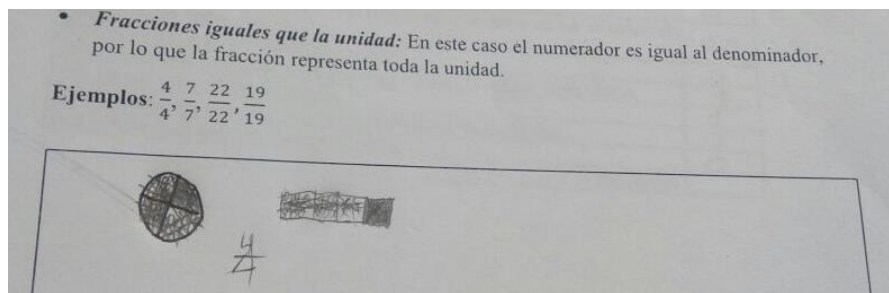 • Fracciones iguales que la unidad: En este caso el numerador es igual al denominador,
por lo que la fracción representa toda la unidad.
Ejemplos: 4/4, 7/7, 22/22, 19/19
4/4